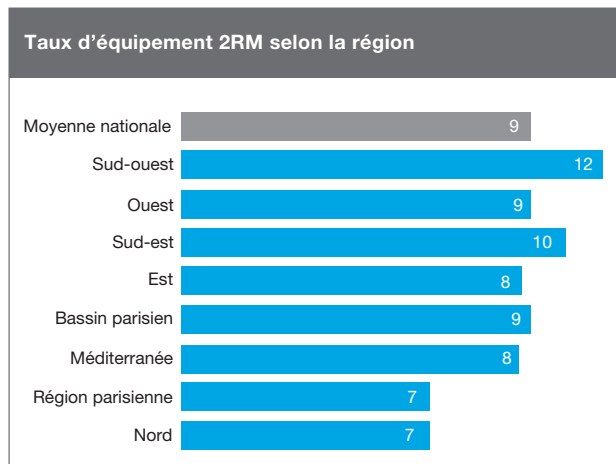 Taux d’équipement 2RM selon la région
Moyenne nationale 9
Sud-ouest 12
Ouest 9
Sud-est 10
Est 8
Bassin parisien 9
Méditerranée 8
Région parisienne 7
Nord 7